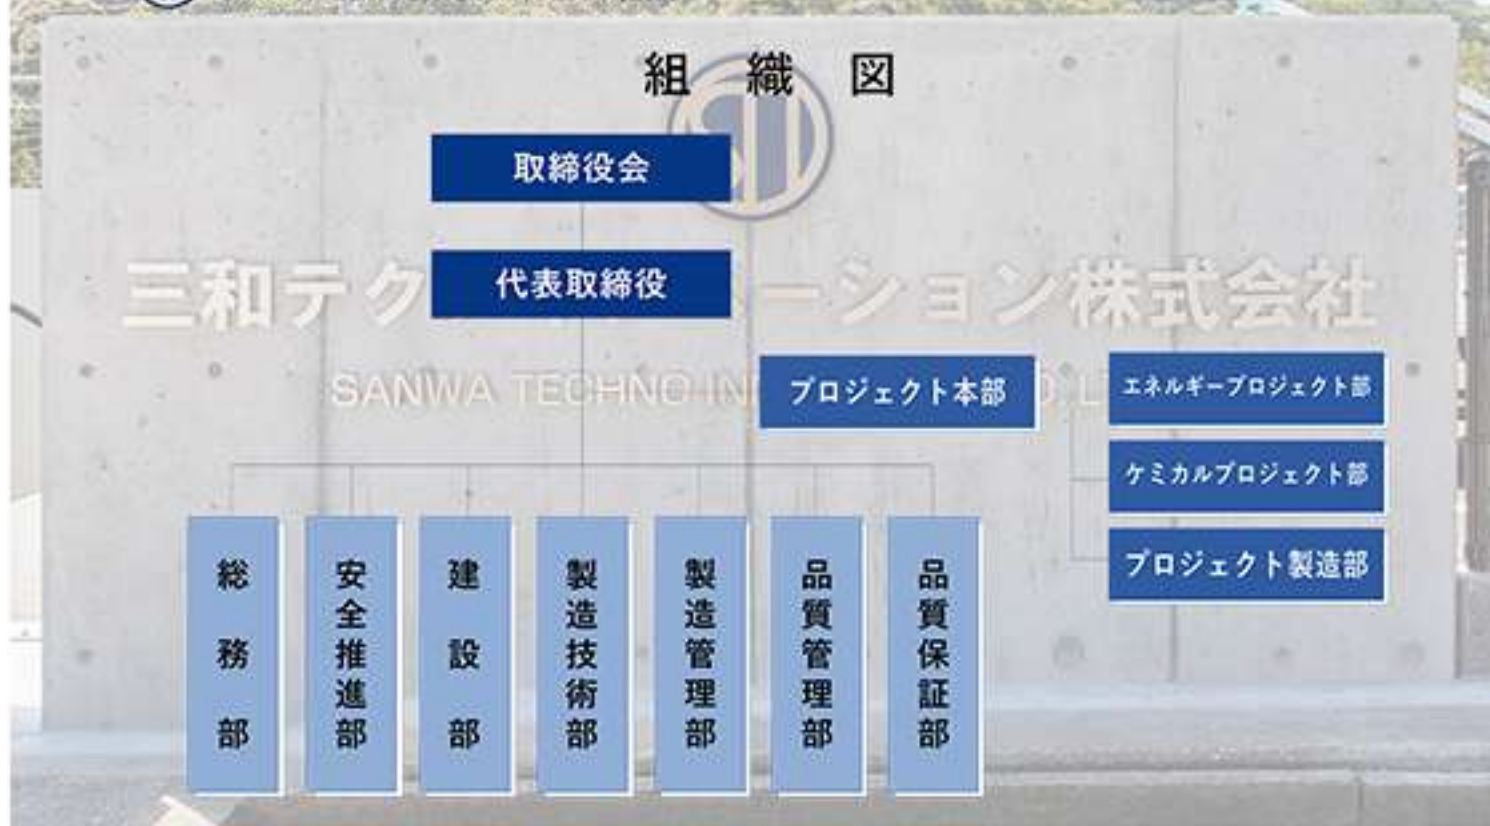 組織図
取締役会
代表取締役
三和テク ーション株式会社
SANWA TECHNO IN
プロジェクト本部
エネルギープロジェクト部
ケミカルプロジェクト部
プロジェクト製造部
総務部
安全推進部
建設部
製造技術部
製造管理部
品質管理部
品質保証部